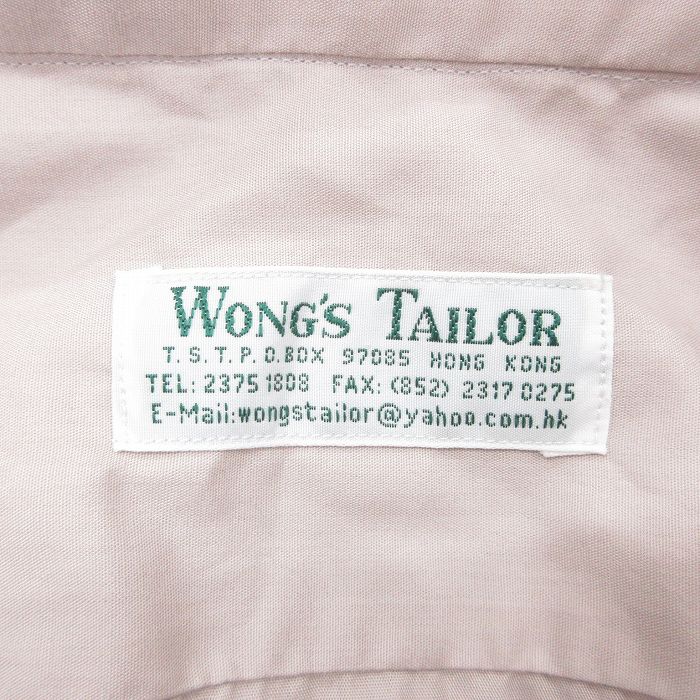 WONG'S TAILOR
T.S.T.P.O.BOX 97085 HONG KONG
TEL: 2375 1808 FAX: (852) 2317 0275
E-Mail:wongstailor@yahoo.com.hk